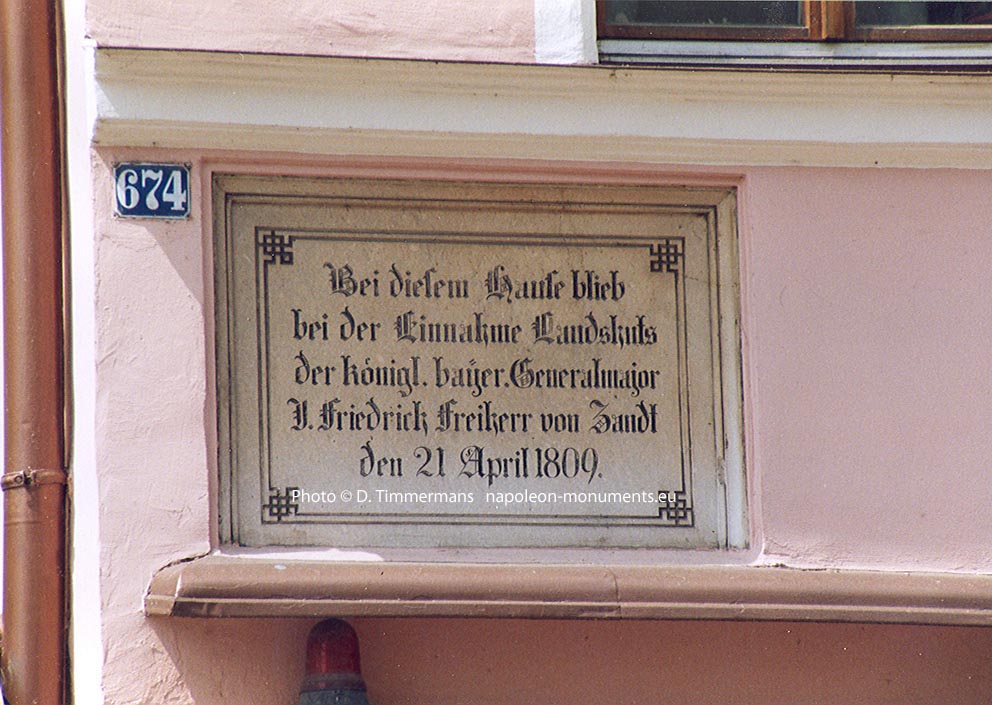 674
Bei diesem Hause blieb
bei der Einnahme Landshuts
der königl. baÿer. Generalmajor
J. Friedrich Freiherr von Zandt
den 21 April 1809.
Photo © D. Timmermans napoleon-monuments.eu